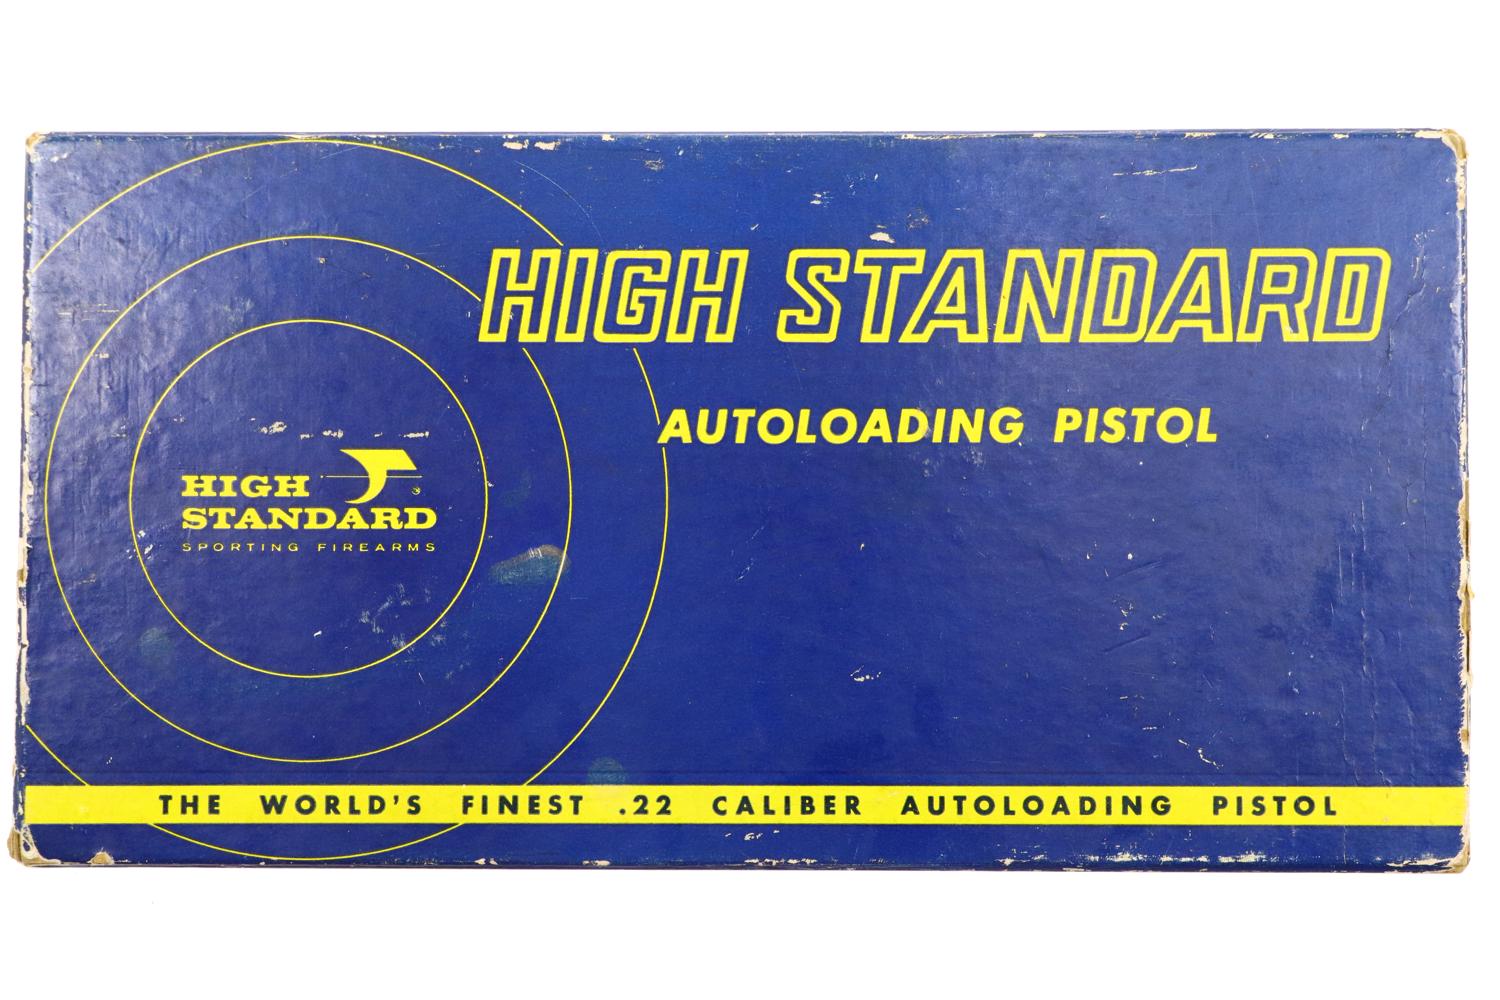 HIGH STANDARD
AUTOLOADING PISTOL
HIGH
STANDARD
SPORTING FIREARMS
THE WORLD'S FINEST .22 CALIBER AUTOLOADING PISTOL